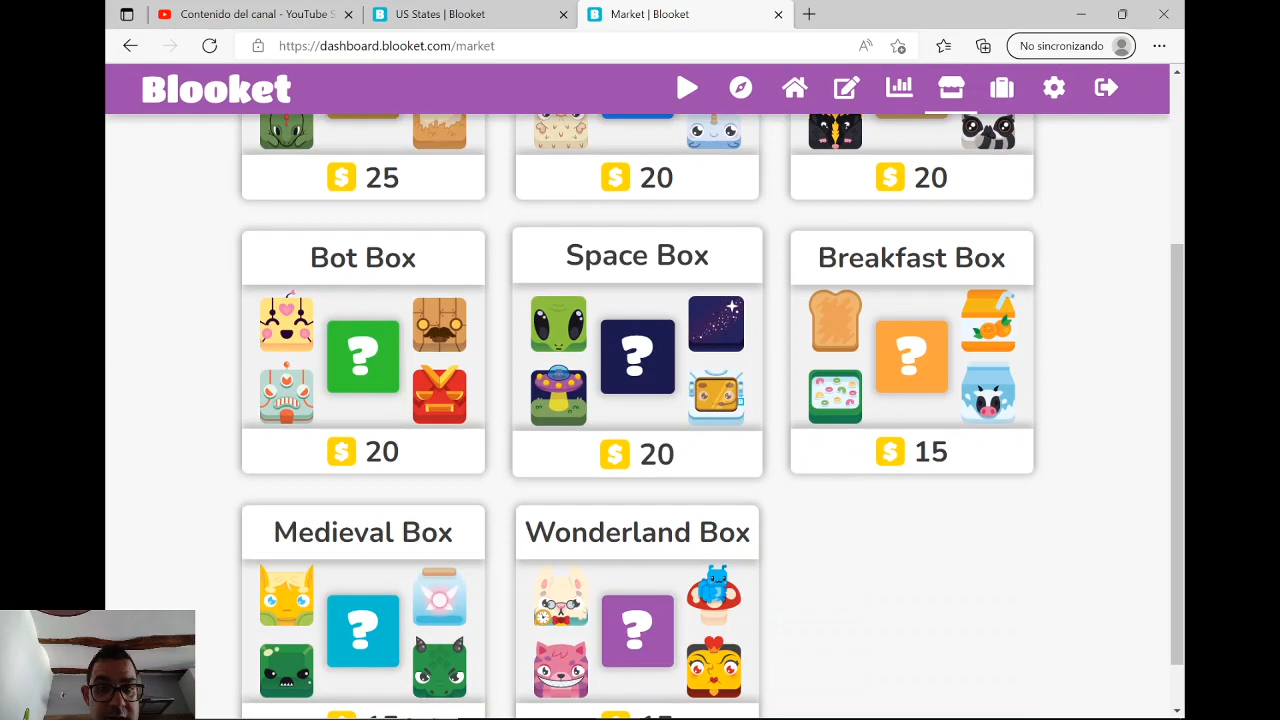 Contenido del canal - YouTube S
US States | Blooket
Market | Blooket
https://dashboard.blooket.com/market
No sincronizando
Blooket
$ 25
$ 20
$ 20
Bot Box
Space Box
Breakfast Box
?
?
?
$ 20
$ 20
$ 15
Medieval Box
Wonderland Box
?
?